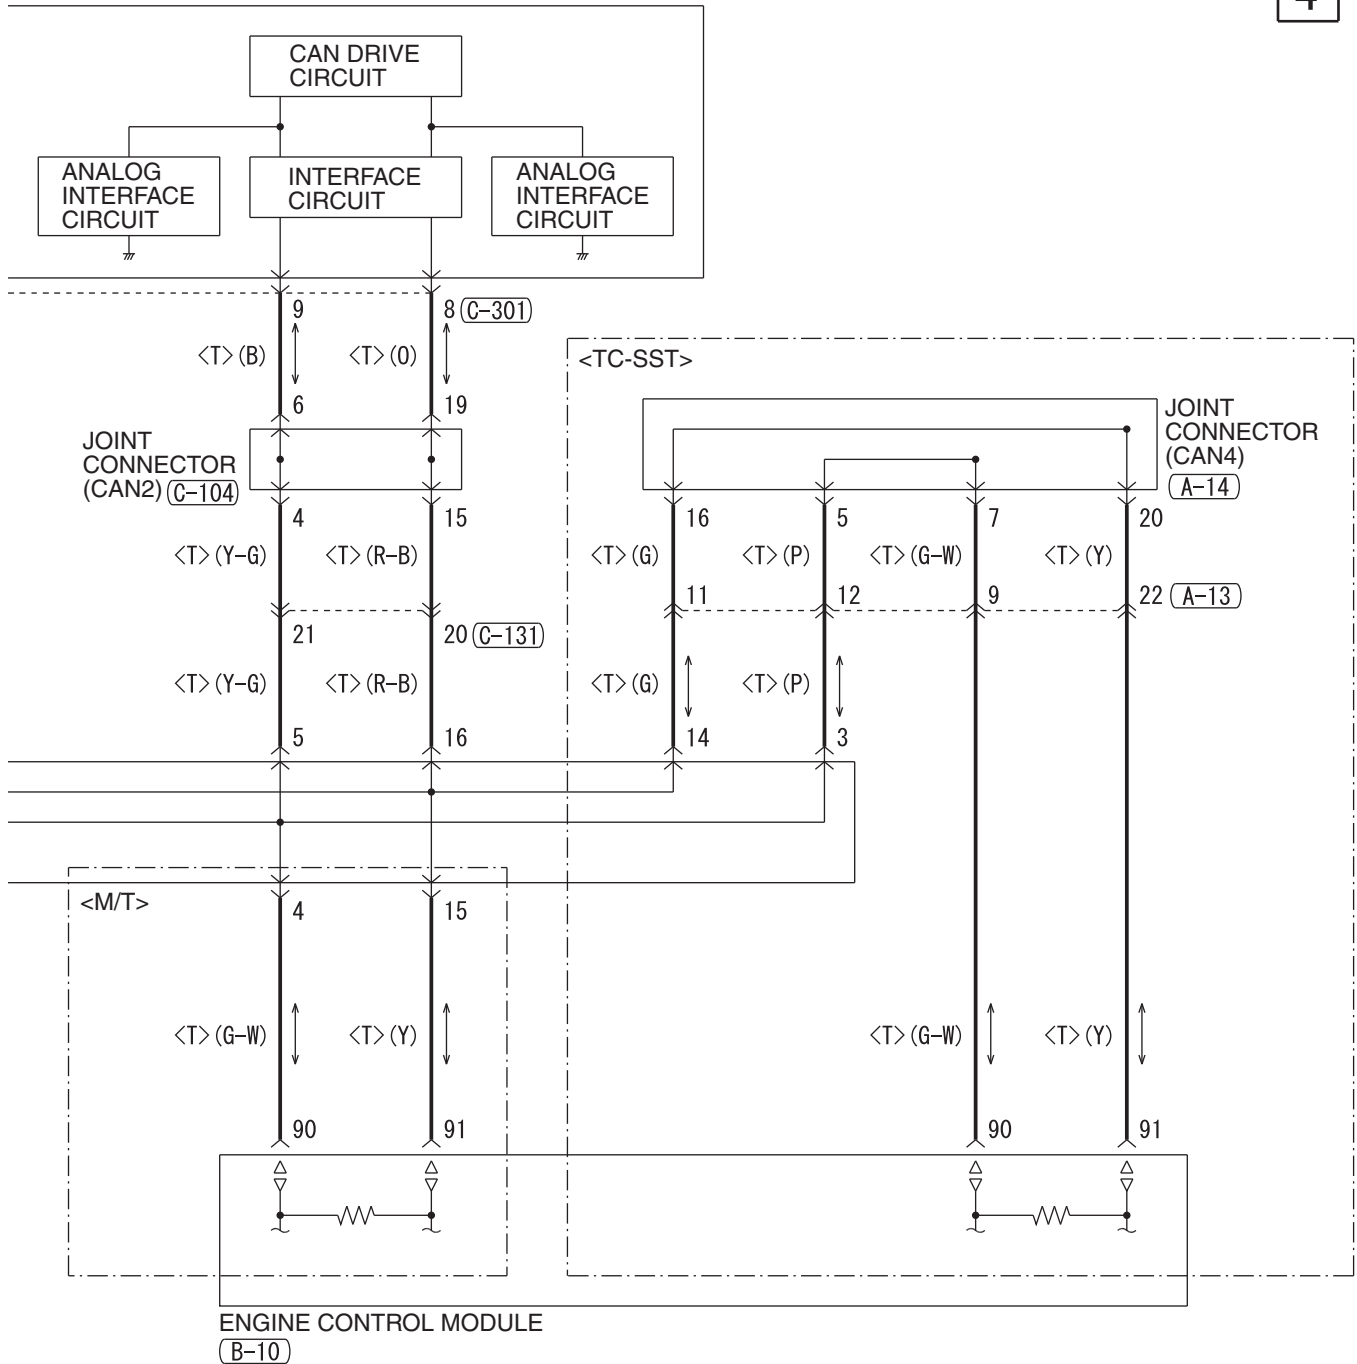 4
CAN DRIVE
CIRCUIT
ANALOG
INTERFACE
CIRCUIT
INTERFACE
CIRCUIT
ANALOG
INTERFACE
CIRCUIT
9
8 (C-301)
<T>(B)
<T>(O)
6
19
<TC-SST>
JOINT
CONNECTOR
(CAN2) (C-104)
JOINT
CONNECTOR
(CAN4)
(A-14)
4
15
16
5
7
20
<T>(Y-G)
<T>(R-B)
<T>(G)
<T>(P)
<T>(G-W)
<T>(Y)
11
12
9
22 (A-13)
21
20 (C-131)
<T>(Y-G)
<T>(R-B)
<T>(G)
<T>(P)
5
16
14
3
<M/T>
4
15
<T>(G-W)
<T>(Y)
<T>(G-W)
<T>(Y)
90
91
90
91
ENGINE CONTROL MODULE
(B-10)